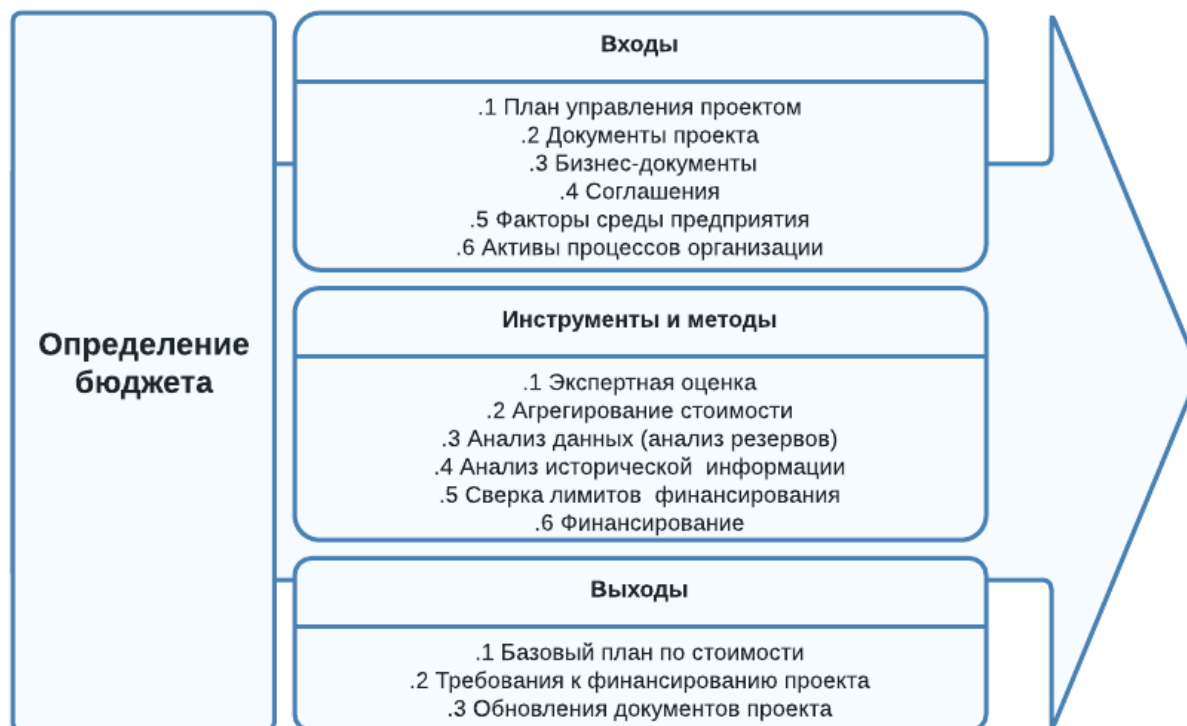 Определение
бюджета
Входы
.1 План управления проектом
.2 Документы проекта
.3 Бизнес-документы
.4 Соглашения
.5 Факторы среды предприятия
.6 Активы процессов организации
Инструменты и методы
.1 Экспертная оценка
.2 Агрегирование стоимости
.3 Анализ данных (анализ резервов)
.4 Анализ исторической информации
.5 Сверка лимитов финансирования
.6 Финансирование
Выходы
.1 Базовый план по стоимости
.2 Требования к финансированию проекта
.3 Обновления документов проекта